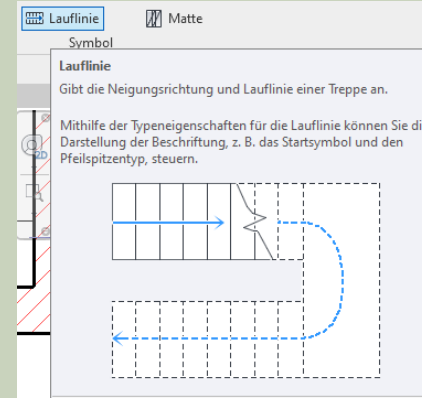 Lauflinie Matte
Symbol
Lauflinie
Gibt die Neigungsrichtung und Lauflinie einer Treppe an.
Mithilfe der Typeneigenschaften für die Lauflinie können Sie di
Darstellung der Beschriftung, z. B. das Startsymbol und den
Pfeilspitzentyp, steuern.
2D